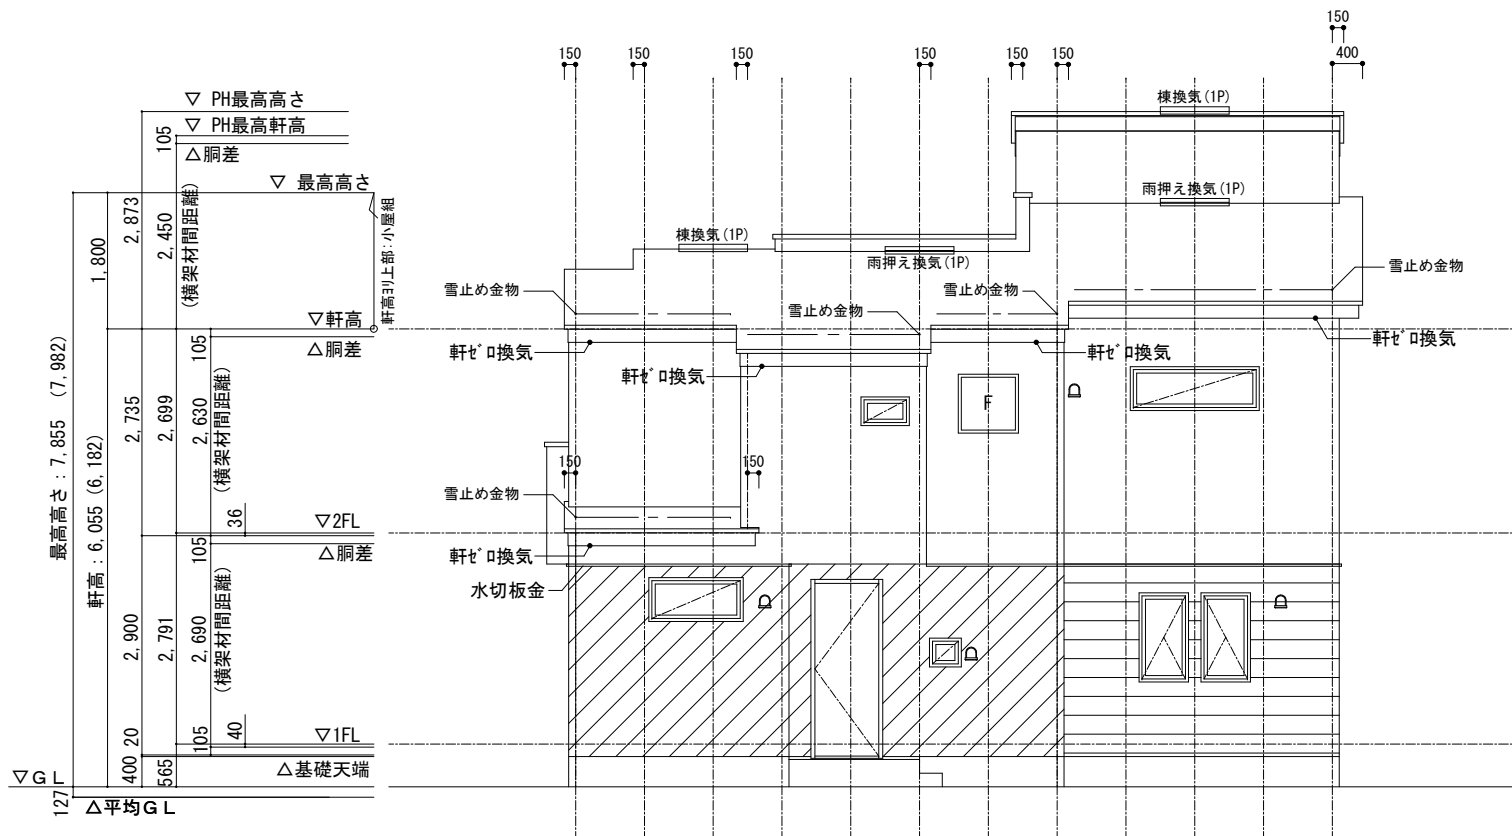 150
150
150
150
150
150
150
400
▽ PH最高高さ
▽ PH最高軒高
105
△胴差
▽ 最高高さ
棟換気(1P)
雨押え換気(1P)
棟換気(1P)
雨押え換気(1P)
2,873
2,450
(横架材間距離)
1,800
軒高ﾖﾘ上部:小屋組
雪止め金物
雪止め金物
雪止め金物
雪止め金物
▽軒高
105
△胴差
軒ｾﾞﾛ換気
軒ｾﾞﾛ換気
軒ｾﾞﾛ換気
軒ｾﾞﾛ換気
F
最高高さ：7,855 (7,982)
軒高：6,055 (6,182)
2,735
2,699
2,630
(横架材間距離)
150
150
雪止め金物
36
▽2FL
105
△胴差
軒ｾﾞﾛ換気
水切板金
2,900
2,791
2,690
(横架材間距離)
20
105
40
▽1FL
400
565
△基礎天端
▽GL
127
△平均GL